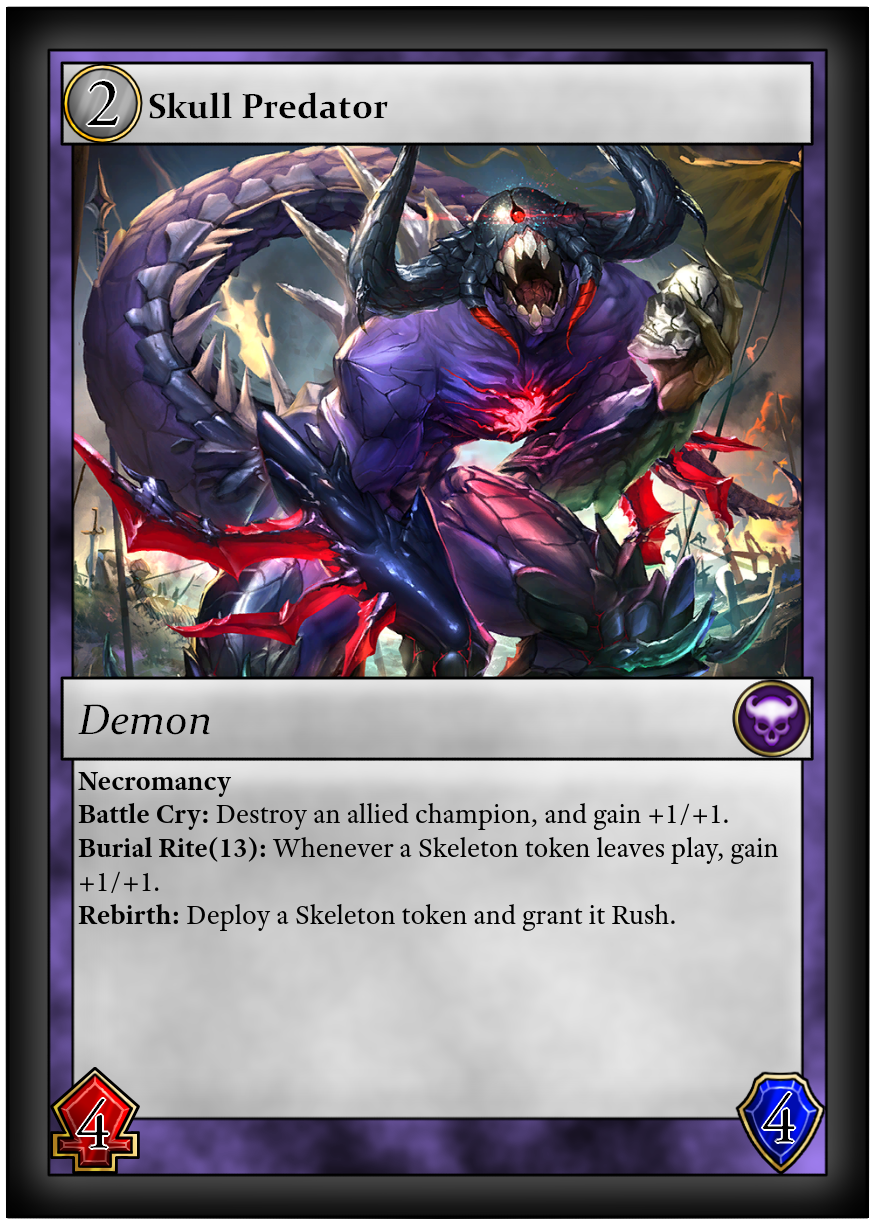 2 Skull Predator
Demon
Necromancy
Battle Cry: Destroy an allied champion, and gain +1/+1.
Burial Rite(13): Whenever a Skeleton token leaves play, gain
+1/+1.
Rebirth: Deploy a Skeleton token and grant it Rush.
4 4